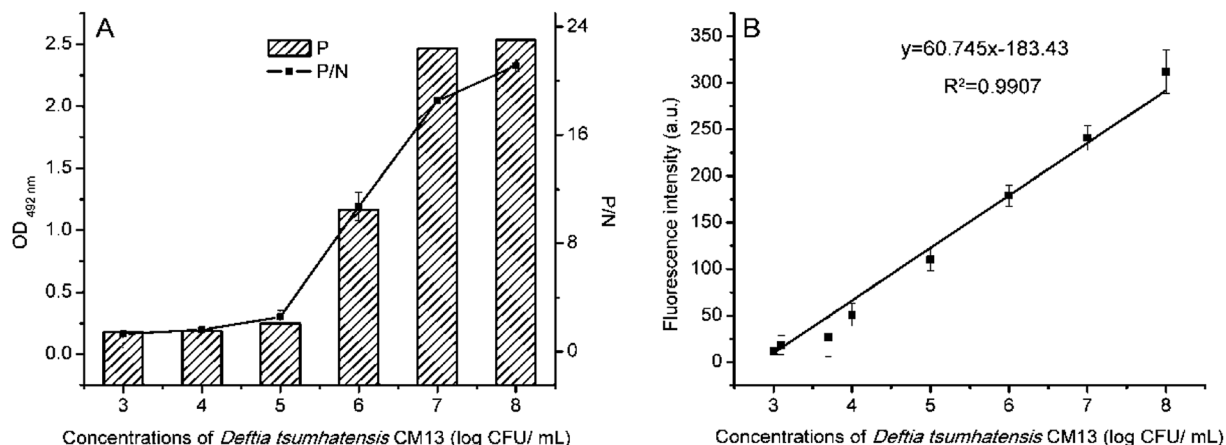 A
P
P/N
2.5
2.0
1.5
1.0
0.5
0.0
OD 492 nm
24
16
8
0
P/N
3 4 5 6 7 8
Concentrations of Deftia tsumhatensis CM13 (log CFU/ mL)
B
y=60.745x-183.43
R²=0.9907
350
300
250
200
150
100
50
0
Fluorescence intensity (a.u.)
3 4 5 6 7 8
Concentrations of Deftia tsumhatensis CM13 (log CFU/ mL)